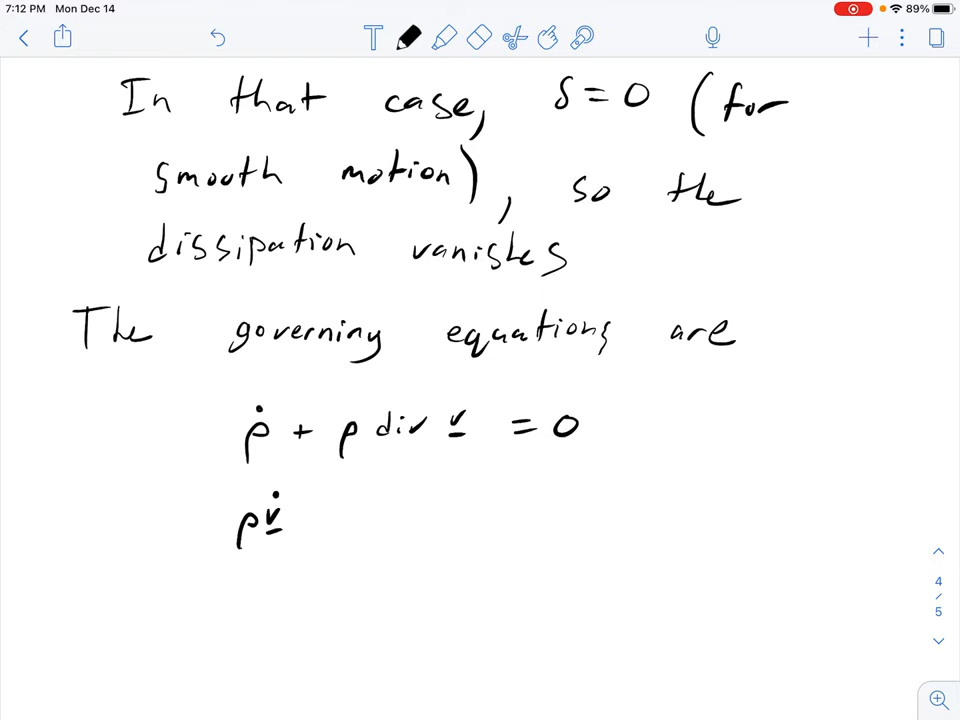 7:12 PM Mon Dec 14 89%
In that case, δ = 0 (for
smooth motion), so the
dissipation vanishes
The governing equations are
ρ̇ + ρ div v̲ = 0
ρv̲̇
4
/
5